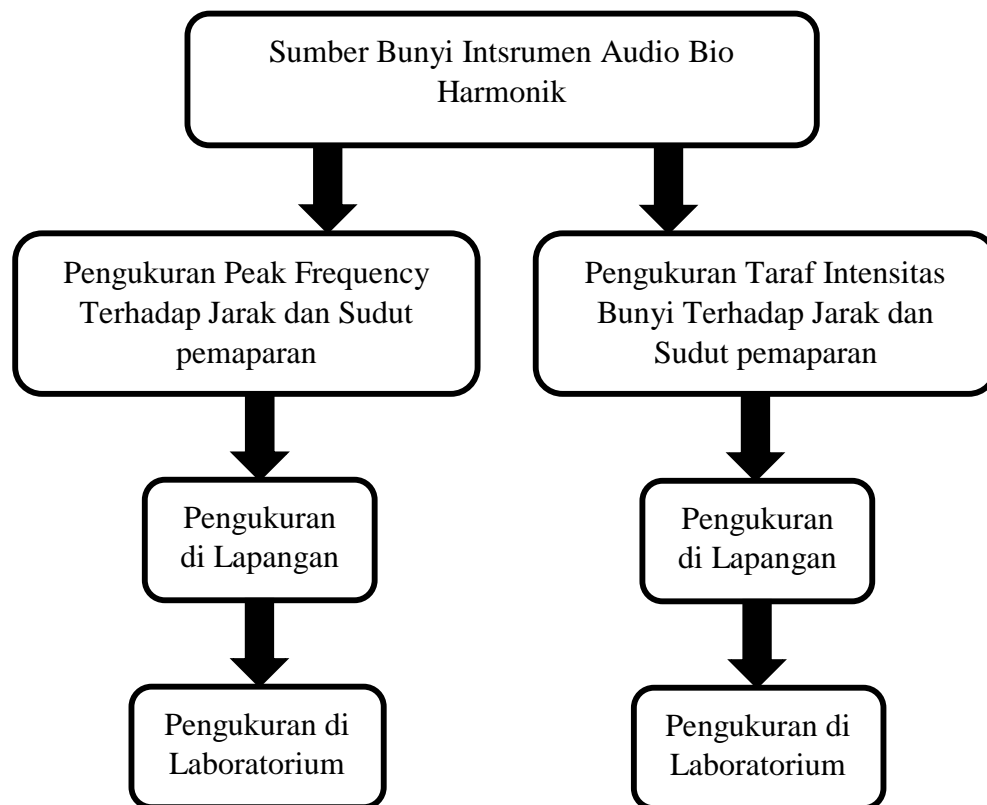 Sumber Bunyi Intsrumen Audio Bio
Harmonik
Pengukuran Peak Frequency
Terhadap Jarak dan Sudut
pemaparan
Pengukuran Taraf Intensitas
Bunyi Terhadap Jarak dan
Sudut pemaparan
Pengukuran
di Lapangan
Pengukuran
di Lapangan
Pengukuran di
Laboratorium
Pengukuran di
Laboratorium